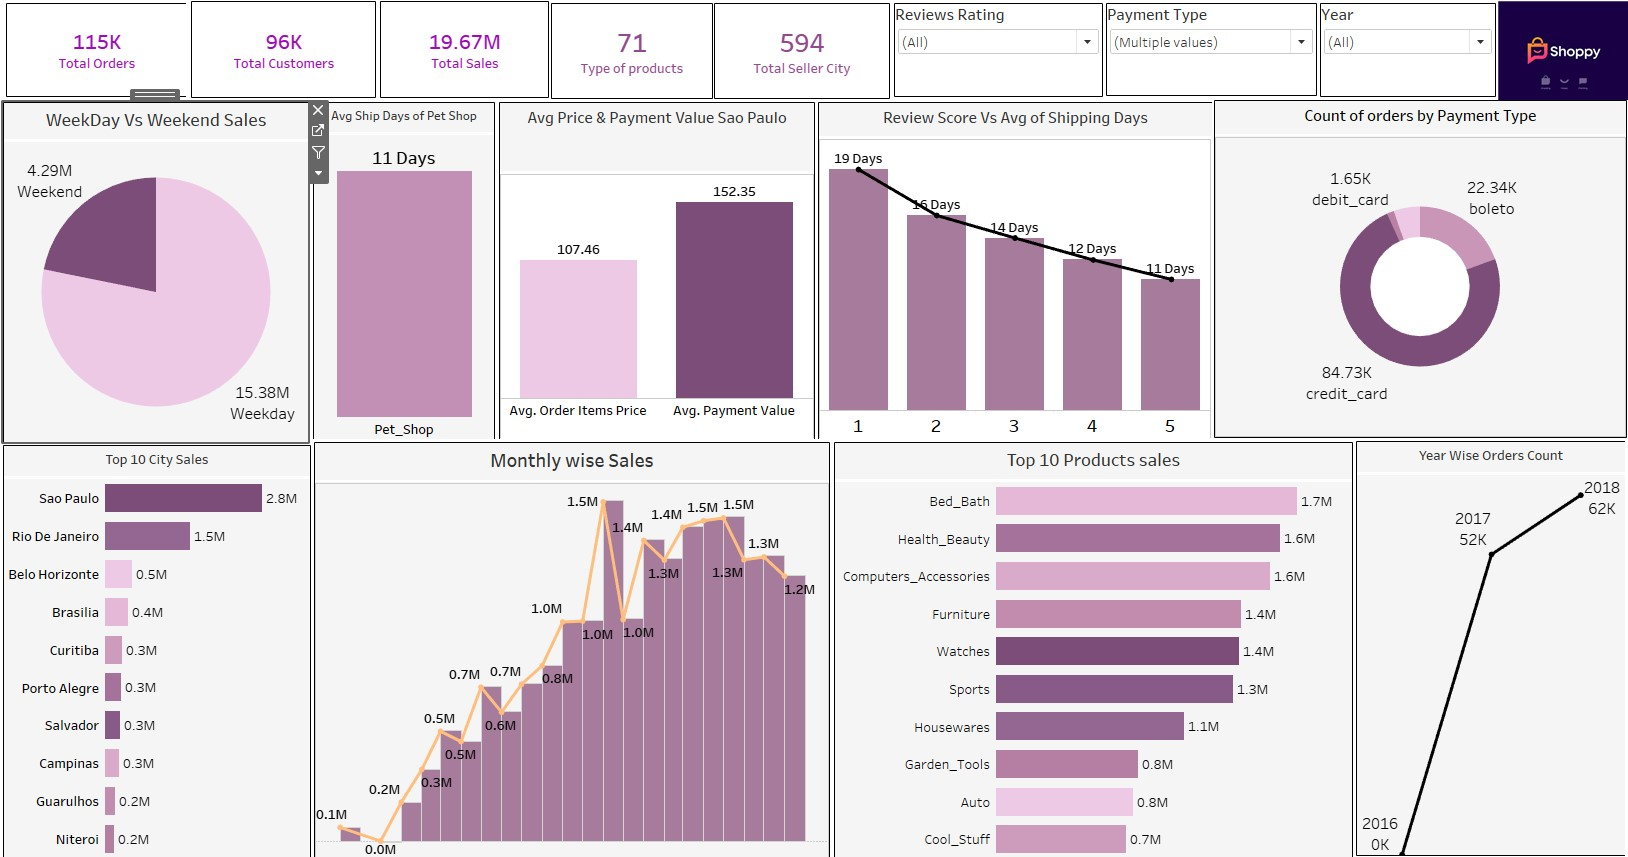 115K
Total Orders
96K
Total Customers
19.67M
Total Sales
71
Type of products
594
Total Seller City
Reviews Rating
(All)
Payment Type
(Multiple values)
Year
(All)
Shoppy
WeekDay Vs Weekend Sales
4.29M
Weekend
15.38M
Weekday
Avg Ship Days of Pet Shop
11 Days
Pet_Shop
Avg Price & Payment Value Sao Paulo
107.46
152.35
Avg. Order Items Price
Avg. Payment Value
Review Score Vs Avg of Shipping Days
19 Days
16 Days
14 Days
12 Days
11 Days
1
2
3
4
5
Count of orders by Payment Type
1.65K
debit_card
22.34K
boleto
84.73K
credit_card
Top 10 City Sales
Sao Paulo 2.8M
Rio De Janeiro 1.5M
Belo Horizonte 0.5M
Brasilia 0.4M
Curitiba 0.3M
Porto Alegre 0.3M
Salvador 0.3M
Campinas 0.3M
Guarulhos 0.2M
Niteroi 0.2M
Monthly wise Sales
0.1M
0.0M
0.2M
0.3M
0.5M
0.5M
0.7M
0.6M
0.7M
0.8M
1.0M
1.0M
1.5M
1.0M
1.4M
1.3M
1.4M
1.5M
1.5M
1.3M
1.3M
1.2M
Top 10 Products sales
Bed_Bath 1.7M
Health_Beauty 1.6M
Computers_Accessories 1.6M
Furniture 1.4M
Watches 1.4M
Sports 1.3M
Housewares 1.1M
Garden_Tools 0.8M
Auto 0.8M
Cool_Stuff 0.7M
Year Wise Orders Count
2018
62K
2017
52K
2016
0K